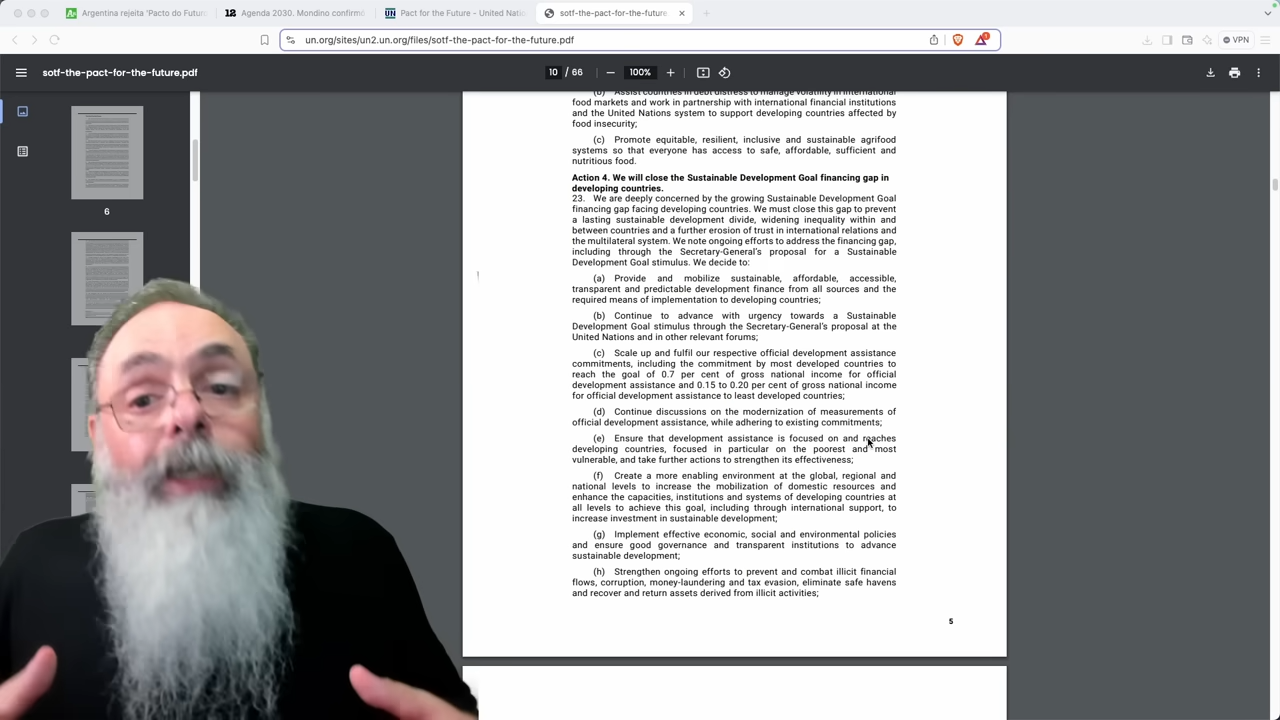 Argentina rejeita 'Pacto do Futur
12 Agenda 2030. Mondino confirmó
Pact for the Future - United Nati
sotf-the-pact-for-the-future.
un.org/sites/un2.un.org/files/sotf-the-pact-for-the-future.pdf
VPN
sotf-the-pact-for-the-future.pdf
10 / 66
100%
6
(b) Assist countries in debt distress to manage volatility in international
food markets and work in partnership with international financial institutions
and the United Nations system to support developing countries affected by
food insecurity;
(c) Promote equitable, resilient, inclusive and sustainable agrifood
systems so that everyone has access to safe, affordable, sufficient and
nutritious food.
Action 4. We will close the Sustainable Development Goal financing gap in
developing countries.
23. We are deeply concerned by the growing Sustainable Development Goal
financing gap facing developing countries. We must close this gap to prevent
a lasting sustainable development divide, widening inequality within and
between countries and a further erosion of trust in international relations and
the multilateral system. We note ongoing efforts to address the financing gap,
including through the Secretary-General's proposal for a Sustainable
Development Goal stimulus. We decide to:
(a) Provide and mobilize sustainable, affordable, accessible,
transparent and predictable development finance from all sources and the
required means of implementation to developing countries;
(b) Continue to advance with urgency towards a Sustainable
Development Goal stimulus through the Secretary-General's proposal at the
United Nations and in other relevant forums;
(c) Scale up and fulfil our respective official development assistance
commitments, including the commitment by most developed countries to
reach the goal of 0.7 per cent of gross national income for official
development assistance and 0.15 to 0.20 per cent of gross national income
for official development assistance to least developed countries;
(d) Continue discussions on the modernization of measurements of
official development assistance, while adhering to existing commitments;
(e) Ensure that development assistance is focused on and reaches
developing countries, focused in particular on the poorest and most
vulnerable, and take further actions to strengthen its effectiveness;
(f) Create a more enabling environment at the global, regional and
national levels to increase the mobilization of domestic resources and
enhance the capacities, institutions and systems of developing countries at
all levels to achieve this goal, including through international support, to
increase investment in sustainable development;
(g) Implement effective economic, social and environmental policies
and ensure good governance and transparent institutions to advance
sustainable development;
(h) Strengthen ongoing efforts to prevent and combat illicit financial
flows, corruption, money-laundering and tax evasion, eliminate safe havens
and recover and return assets derived from illicit activities;
5